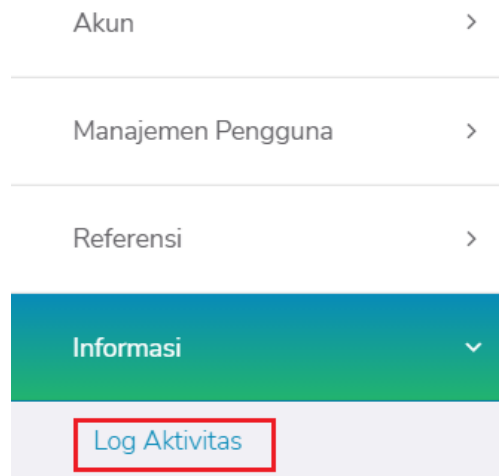 Akun
Manajemen Pengguna
Referensi
Informasi
Log Aktivitas